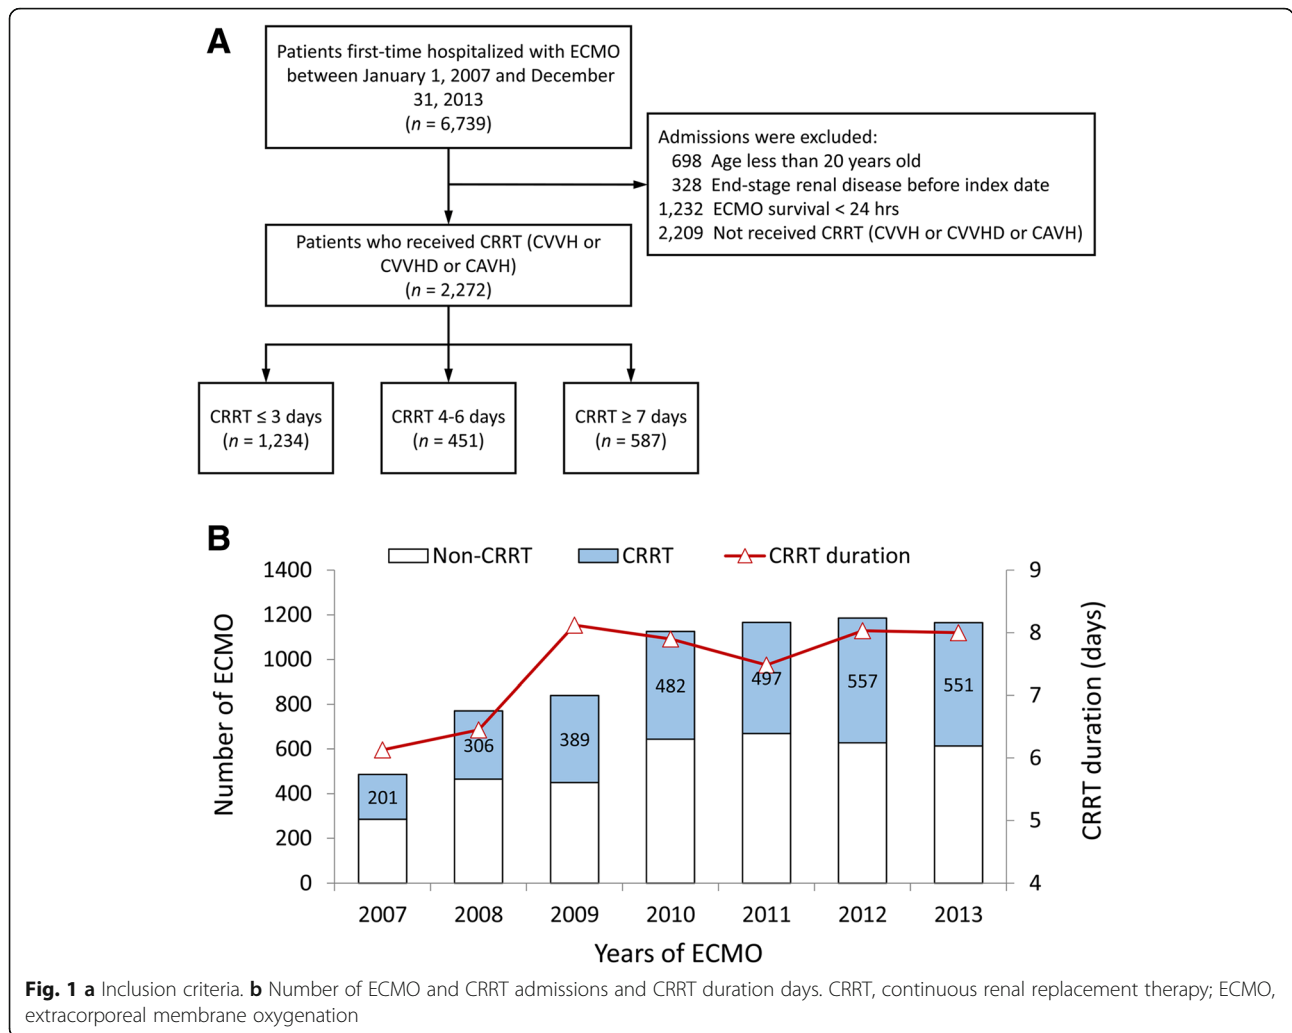 A
Patients first-time hospitalized with ECMO
between January 1, 2007 and December
31, 2013
(n = 6,739)
Admissions were excluded:
698 Age less than 20 years old
328 End-stage renal disease before index date
1,232 ECMO survival < 24 hrs
2,209 Not received CRRT (CVVH or CVVHD or CAVH)
Patients who received CRRT (CVVH or
CVVHD or CAVH)
(n = 2,272)
CRRT ≤ 3 days
(n = 1,234)
CRRT 4-6 days
(n = 451)
CRRT ≥ 7 days
(n = 587)
B
Non-CRRT
CRRT
CRRT duration
Number of ECMO
1400
1200
1000
800
600
400
200
0
201
306
389
482
497
557
551
9
8
7
6
5
4
CRRT duration (days)
2007
2008
2009
2010
2011
2012
2013
Years of ECMO
Fig. 1 a Inclusion criteria. b Number of ECMO and CRRT admissions and CRRT duration days. CRRT, continuous renal replacement therapy; ECMO,
extracorporeal membrane oxygenation